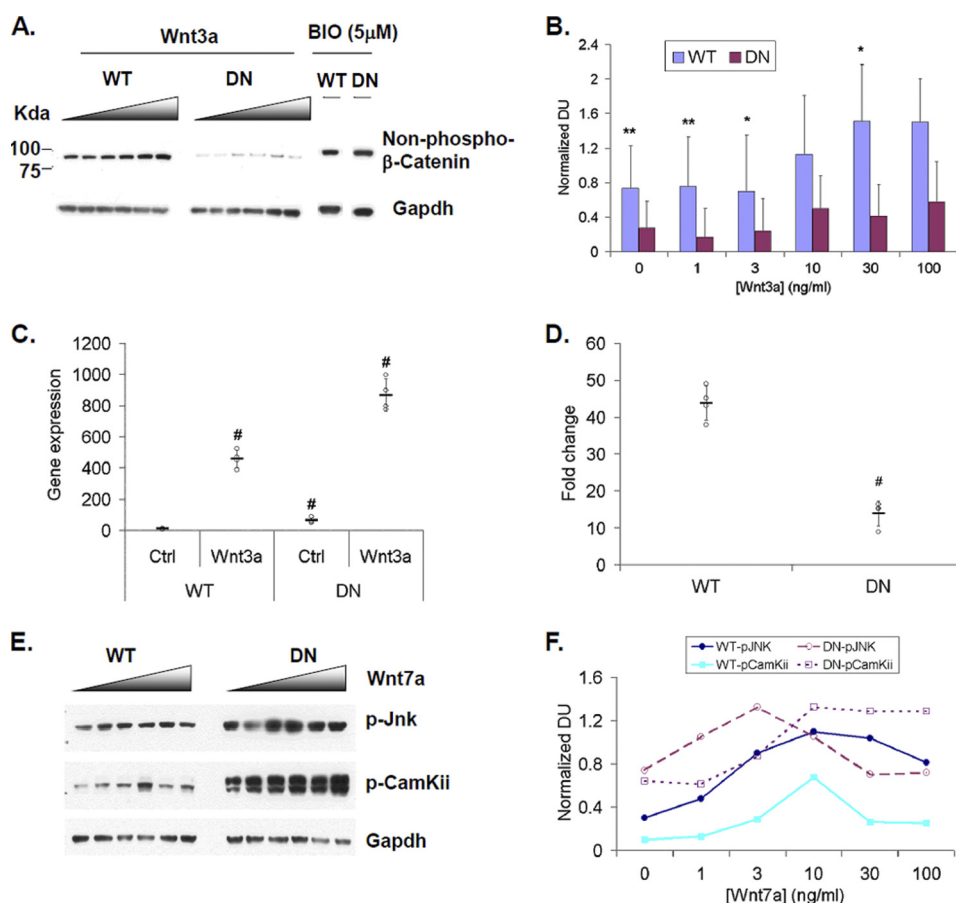 A.
Wnt3a
BIO (5µM)
WT
DN
WT DN
Kda
100
75
Non-phospho-
β-Catenin
Gapdh
B.
WT
DN
Normalized DU
2.4
2
1.6
1.2
0.8
0.4
0
**
**
*
*
0 1 3 10 30 100
[Wnt3a] (ng/ml)
C.
Gene expression
1200
1000
800
600
400
200
0
#
#
#
Ctrl Wnt3a Ctrl Wnt3a
WT DN
D.
Fold change
60
50
40
30
20
10
0
#
WT DN
E.
WT
DN
Wnt7a
p-Jnk
p-CamKii
Gapdh
F.
WT-pJNK DN-pJNK
WT-pCamKii DN-pCamKii
Normalized DU
1.6
1.2
0.8
0.4
0
0 1 3 10 30 100
[Wnt7a] (ng/ml)